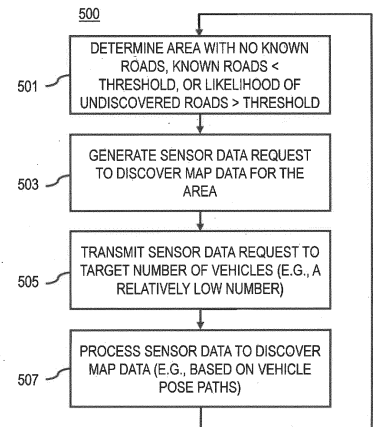 500
DETERMINE AREA WITH NO KNOWN
ROADS, KNOWN ROADS <
THRESHOLD, OR LIKELIHOOD OF
UNDISCOVERED ROADS > THRESHOLD
501
GENERATE SENSOR DATA REQUEST
TO DISCOVER MAP DATA FOR THE
AREA
503
TRANSMIT SENSOR DATA REQUEST TO
TARGET NUMBER OF VEHICLES (E.G., A
RELATIVELY LOW NUMBER)
505
PROCESS SENSOR DATA TO DISCOVER
MAP DATA (E.G., BASED ON VEHICLE
POSE PATHS)
507